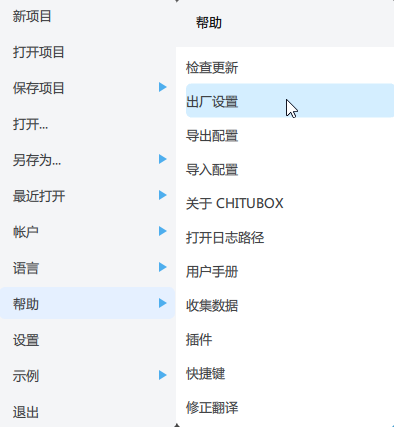 新项目
打开项目
保存项目
打开...
另存为...
最近打开
帐户
语言
帮助
设置
示例
退出
帮助
检查更新
出厂设置
导出配置
导入配置
关于 CHITUBOX
打开日志路径
用户手册
收集数据
插件
快捷键
修正翻译